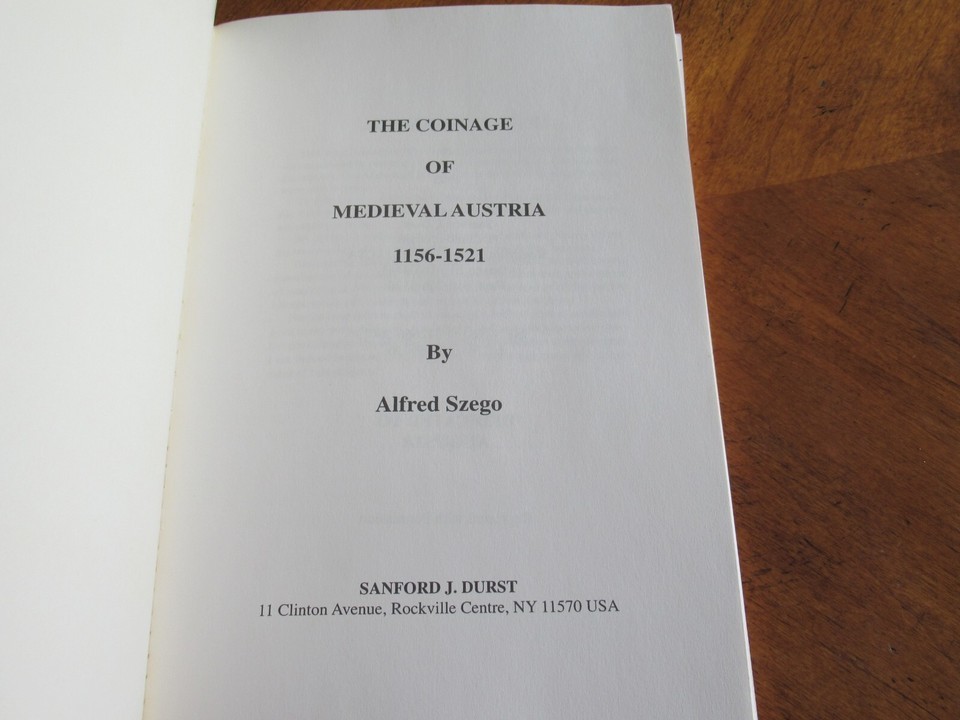 THE COINAGE
OF
MEDIEVAL AUSTRIA
1156-1521
By
Alfred Szego
SANFORD J. DURST
11 Clinton Avenue, Rockville Centre, NY 11570 USA